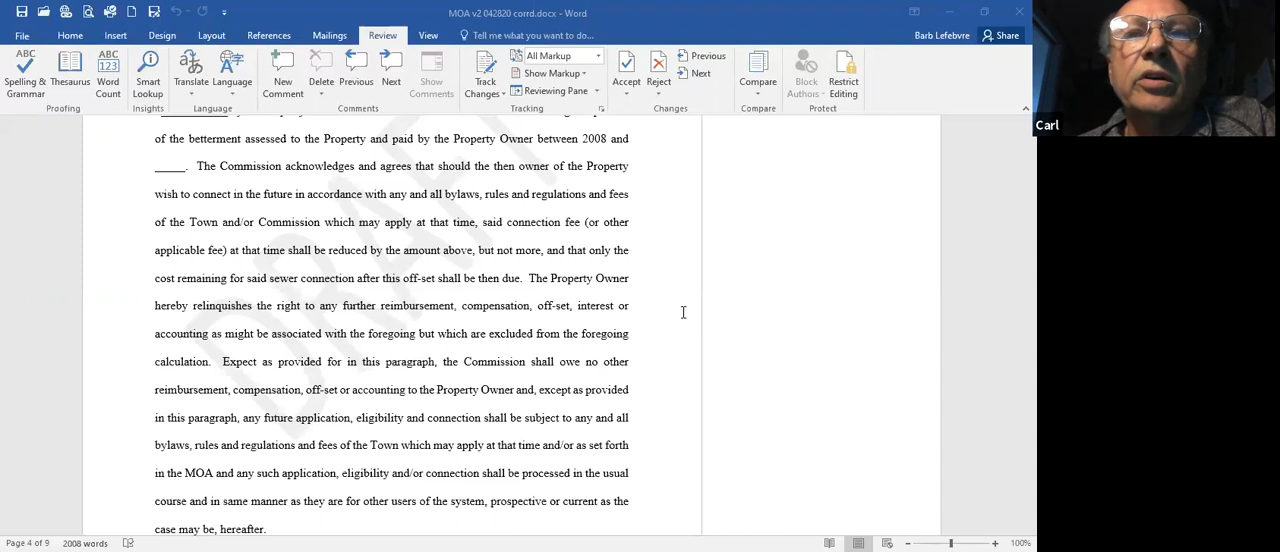 MOA v2 042820 corrd.docx - Word
File Home Insert Design Layout References Mailings Review View Tell me what you want to do... Barb Lefebvre Share
ABC Spelling & Grammar
Thesaurus
ABC 123 Word Count
Smart Lookup
Translate
Language
New Comment
Delete
Previous
Next
Show Comments
Track Changes
All Markup
Show Markup
Reviewing Pane
Accept
Reject
Previous
Next
Compare
Block Authors
Restrict Editing
Proofing Insights Language Comments Tracking Changes Compare Protect
Carl
DRAFT
of the betterment assessed to the Property and paid by the Property Owner between 2008 and
_____. The Commission acknowledges and agrees that should the then owner of the Property
wish to connect in the future in accordance with any and all bylaws, rules and regulations and fees
of the Town and/or Commission which may apply at that time, said connection fee (or other
applicable fee) at that time shall be reduced by the amount above, but not more, and that only the
cost remaining for said sewer connection after this off-set shall be then due. The Property Owner
hereby relinquishes the right to any further reimbursement, compensation, off-set, interest or
accounting as might be associated with the foregoing but which are excluded from the foregoing
calculation. Expect as provided for in this paragraph, the Commission shall owe no other
reimbursement, compensation, off-set or accounting to the Property Owner and, except as provided
in this paragraph, any future application, eligibility and connection shall be subject to any and all
bylaws, rules and regulations and fees of the Town which may apply at that time and/or as set forth
in the MOA and any such application, eligibility and/or connection shall be processed in the usual
course and in same manner as they are for other users of the system, prospective or current as the
case may be, hereafter.
Page 4 of 9 2008 words 100%